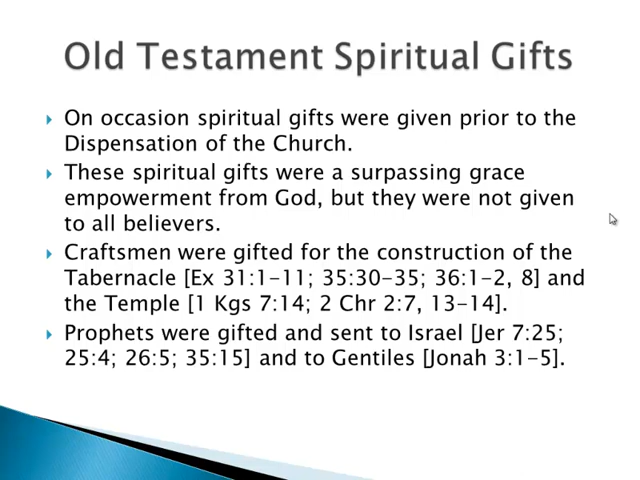 Old Testament Spiritual Gifts
On occasion spiritual gifts were given prior to the
Dispensation of the Church.
These spiritual gifts were a surpassing grace
empowerment from God, but they were not given
to all believers.
Craftsmen were gifted for the construction of the
Tabernacle [Ex 31:1-11; 35:30-35; 36:1-2, 8] and
the Temple [1 Kgs 7:14; 2 Chr 2:7, 13-14].
Prophets were gifted and sent to Israel [Jer 7:25;
25:4; 26:5; 35:15] and to Gentiles [Jonah 3:1-5].